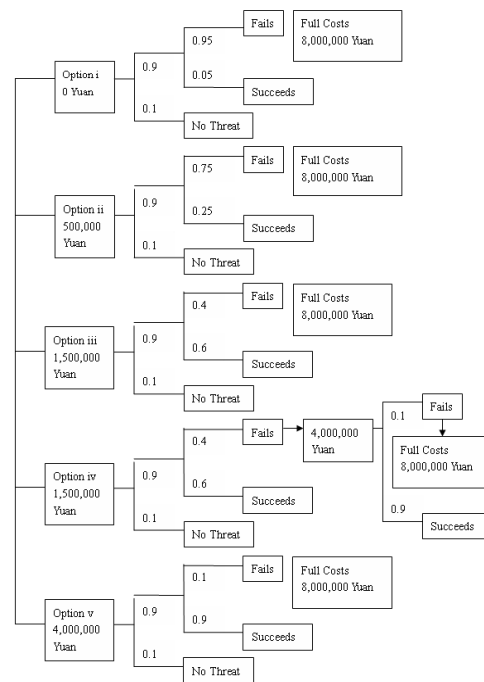 Option i
0 Yuan
0.9
0.1
0.95
0.05
Fails
Full Costs
8,000,000 Yuan
Succeeds
No Threat
Option ii
500,000
Yuan
0.9
0.1
0.75
0.25
Fails
Full Costs
8,000,000 Yuan
Succeeds
No Threat
Option iii
1,500,000
Yuan
0.9
0.1
0.4
0.6
Fails
Full Costs
8,000,000 Yuan
Succeeds
No Threat
Option iv
1,500,000
Yuan
0.9
0.1
0.4
0.6
Fails
4,000,000
Yuan
0.1
Fails
Full Costs
8,000,000 Yuan
0.9
Succeeds
Succeeds
No Threat
Option v
4,000,000
Yuan
0.9
0.1
0.1
0.9
Fails
Full Costs
8,000,000 Yuan
Succeeds
No Threat